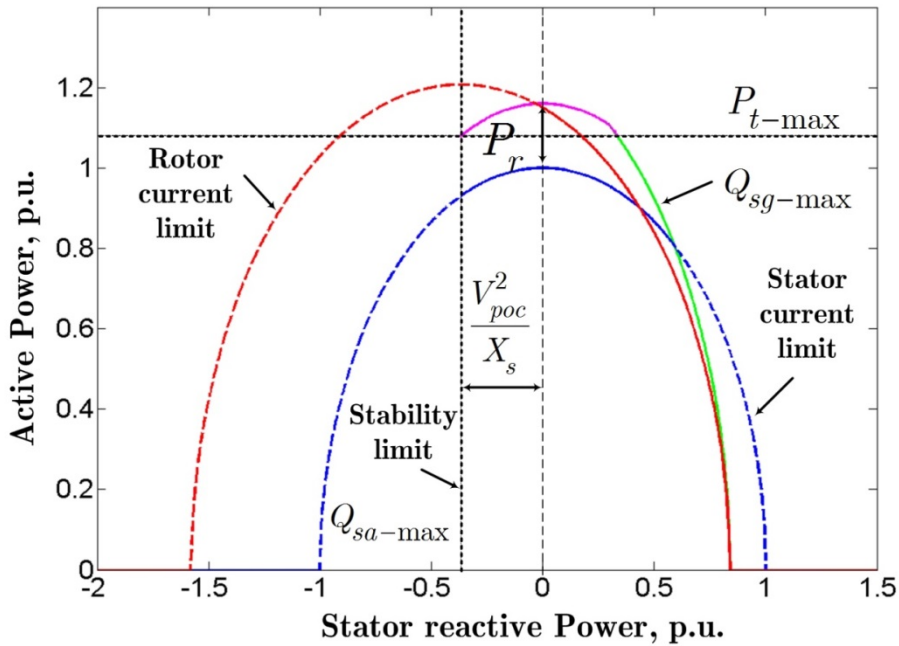 1.2
1
0.8
0.6
0.4
0.2
0
-2
-1.5
-1
-0.5
0
0.5
1
1.5
Active Power, p.u.
Stator reactive Power, p.u.
P_{t-max}
Rotor
current
limit
P_r
Q_{sg-max}
V^2_{poc}
X_s
Stator
current
limit
Stability
limit
Q_{sa-max}